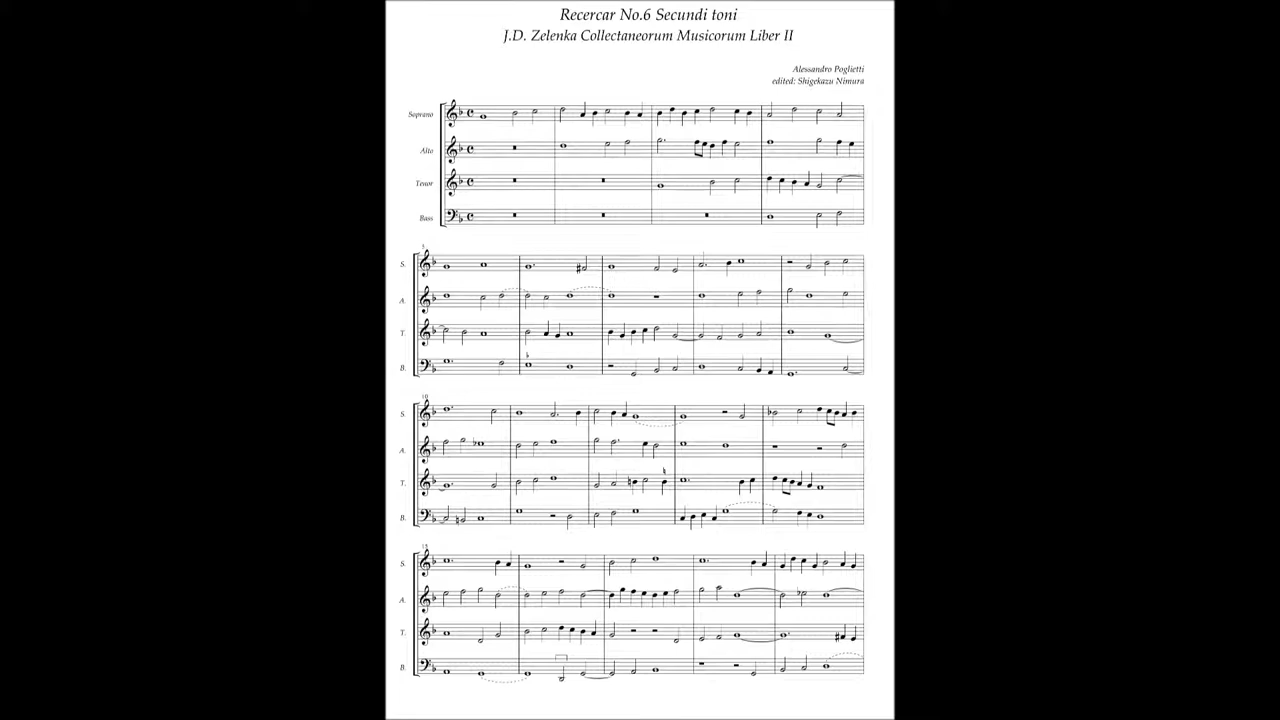 Recercar No.6 Secundi toni
J.D. Zelenka Collectaneorum Musicorum Liber II
Alessandro Poglietti
edited: Shigekazu Nimura
Soprano
Alto
Tenor
Bass
5
S.
A.
T.
B.
10
S.
A.
T.
B.
15
S.
A.
T.
B.